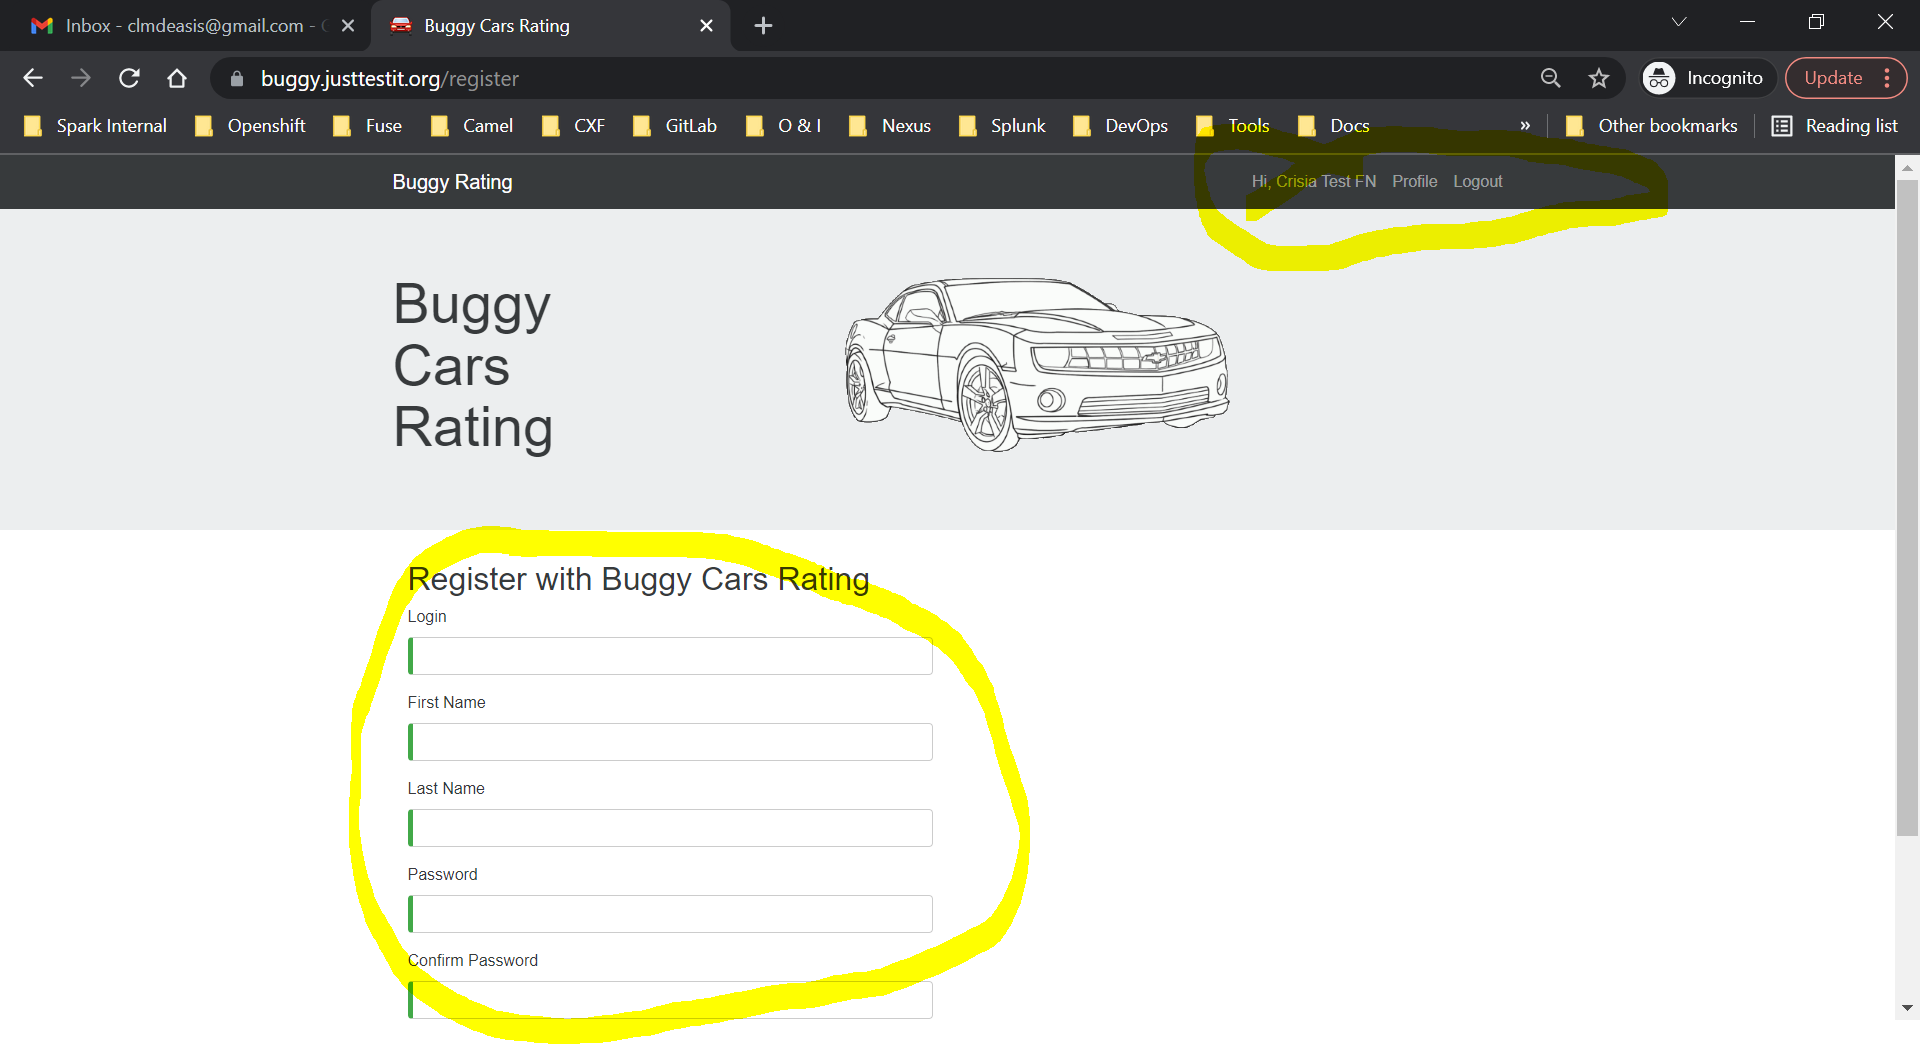 Inbox - clmdeasis@gmail.com -
Buggy Cars Rating
buggy.justtestit.org/register
Incognito
Update
Spark Internal
Openshift
Fuse
Camel
CXF
GitLab
O & I
Nexus
Splunk
DevOps
Tools
Docs
»
Other bookmarks
Reading list
Buggy Rating
Hi, Crisia Test FN
Profile
Logout
Buggy
Cars
Rating
Register with Buggy Cars Rating
Login
First Name
Last Name
Password
Confirm Password